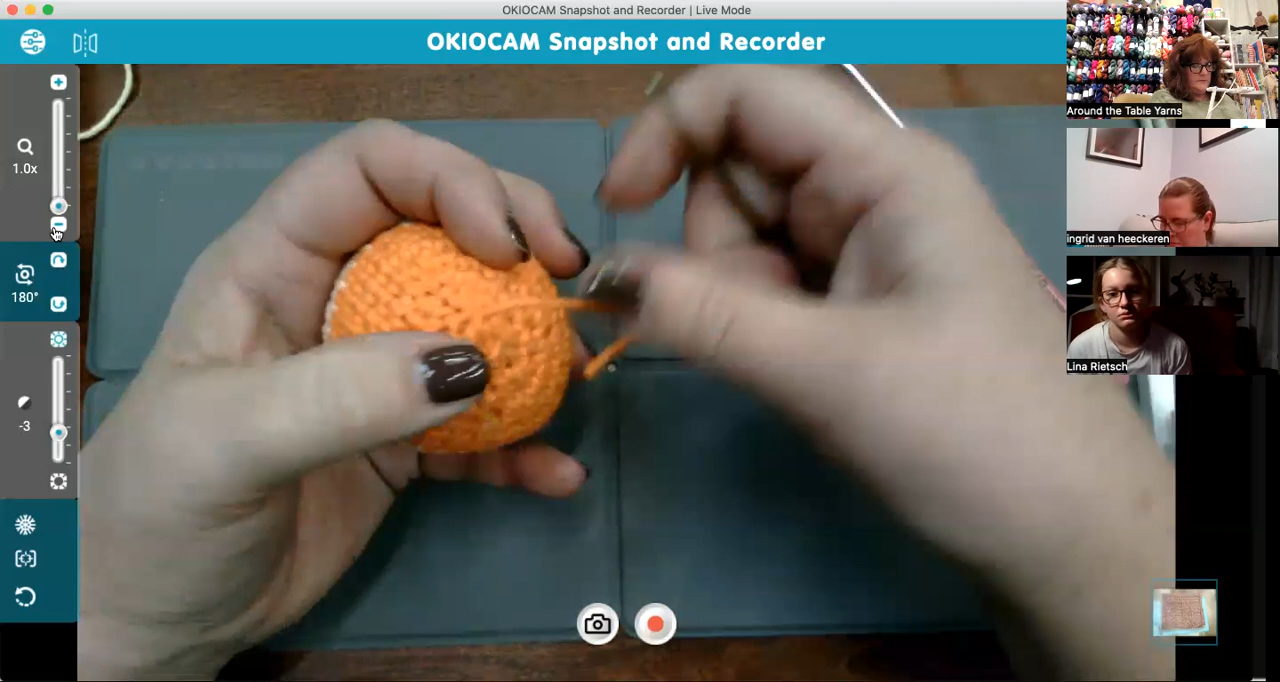 OKIOCAM Snapshot and Recorder | Live Mode
OKIOCAM Snapshot and Recorder
1.0x
180°
-3
Around the Table Yarns
ingrid van heeckeren
Lina Rietsch